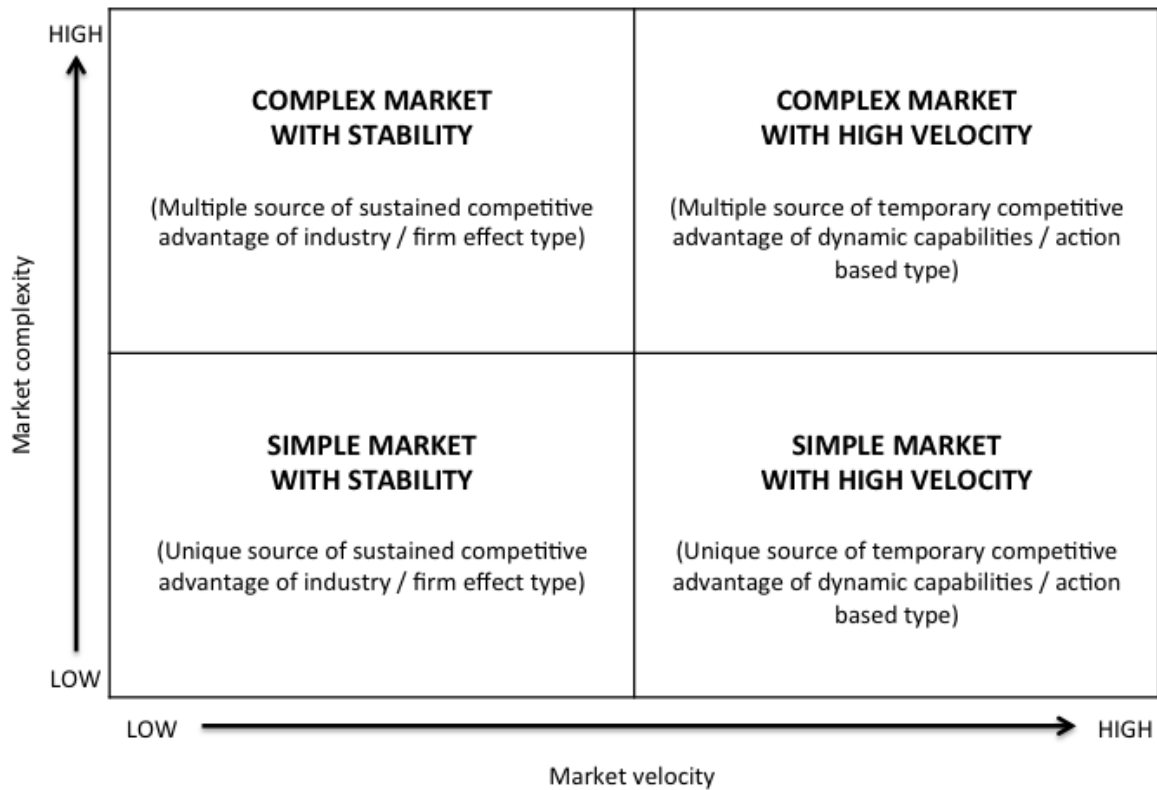 HIGH
COMPLEX MARKET
WITH STABILITY
(Multiple source of sustained competitive
advantage of industry / firm effect type)
COMPLEX MARKET
WITH HIGH VELOCITY
(Multiple source of temporary competitive
advantage of dynamic capabilities / action
based type)
Market complexity
SIMPLE MARKET
WITH STABILITY
(Unique source of sustained competitive
advantage of industry / firm effect type)
SIMPLE MARKET
WITH HIGH VELOCITY
(Unique source of temporary competitive
advantage of dynamic capabilities / action
based type)
LOW
LOW
HIGH
Market velocity